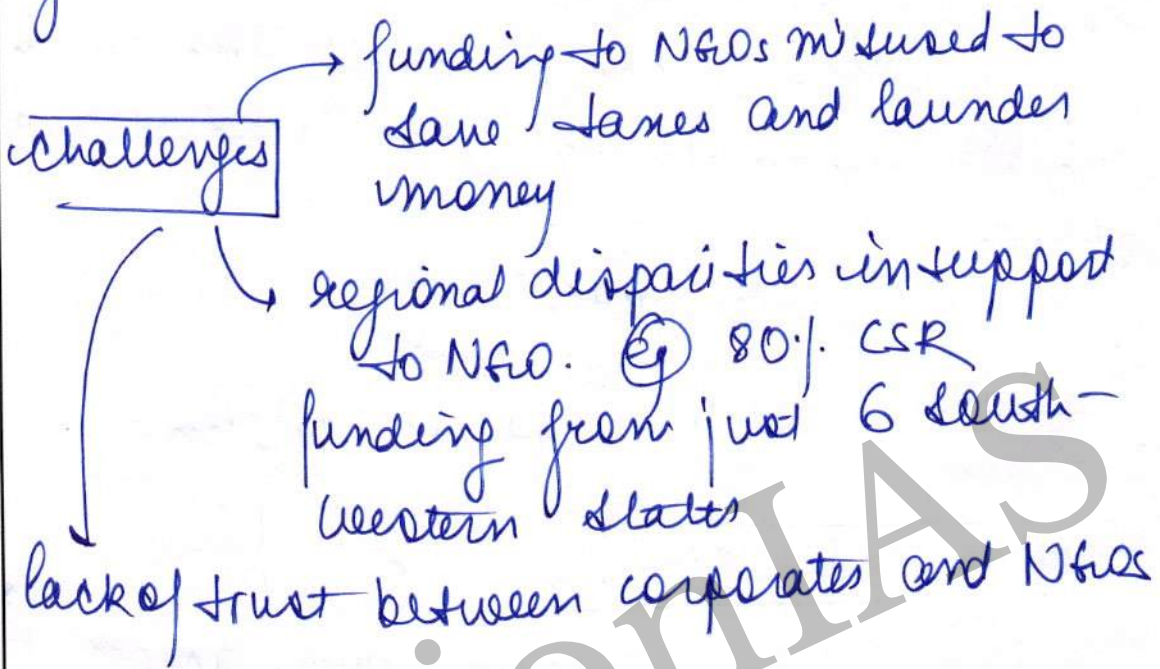 funding to NGOs misused to
save taxes and launder
money
challenges
regional disparities in support
to NGO. eg 80% CSR
funding from just 6 south-
western states
lack of trust between corporates and NGOs
onIAS